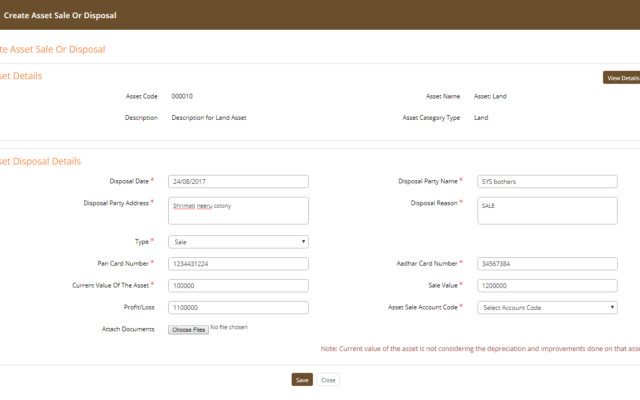 Create Asset Sale Or Disposal
te Asset Sale Or Disposal
set Details
View Details
Asset Code 000010 Asset Name Asset: Land
Description Description for Land Asset Asset Category Type Land
set Disposal Details
Disposal Date * 24/08/2017 Disposal Party Name * SYS bothers
Disposal Party Address * Shrimati neeru colony Disposal Reason * SALE
Type * Sale
Pan Card Number * 1234431224 Aadhar Card Number * 34567384
Current Value Of The Asset * 100000 Sale Value * 1200000
Profit/Loss 1100000 Asset Sale Account Code * Select Account Code
Attach Documents Choose Files No file chosen
Note: Current value of the asset is not considering the depreciation and improvements done on that asse
Save Close